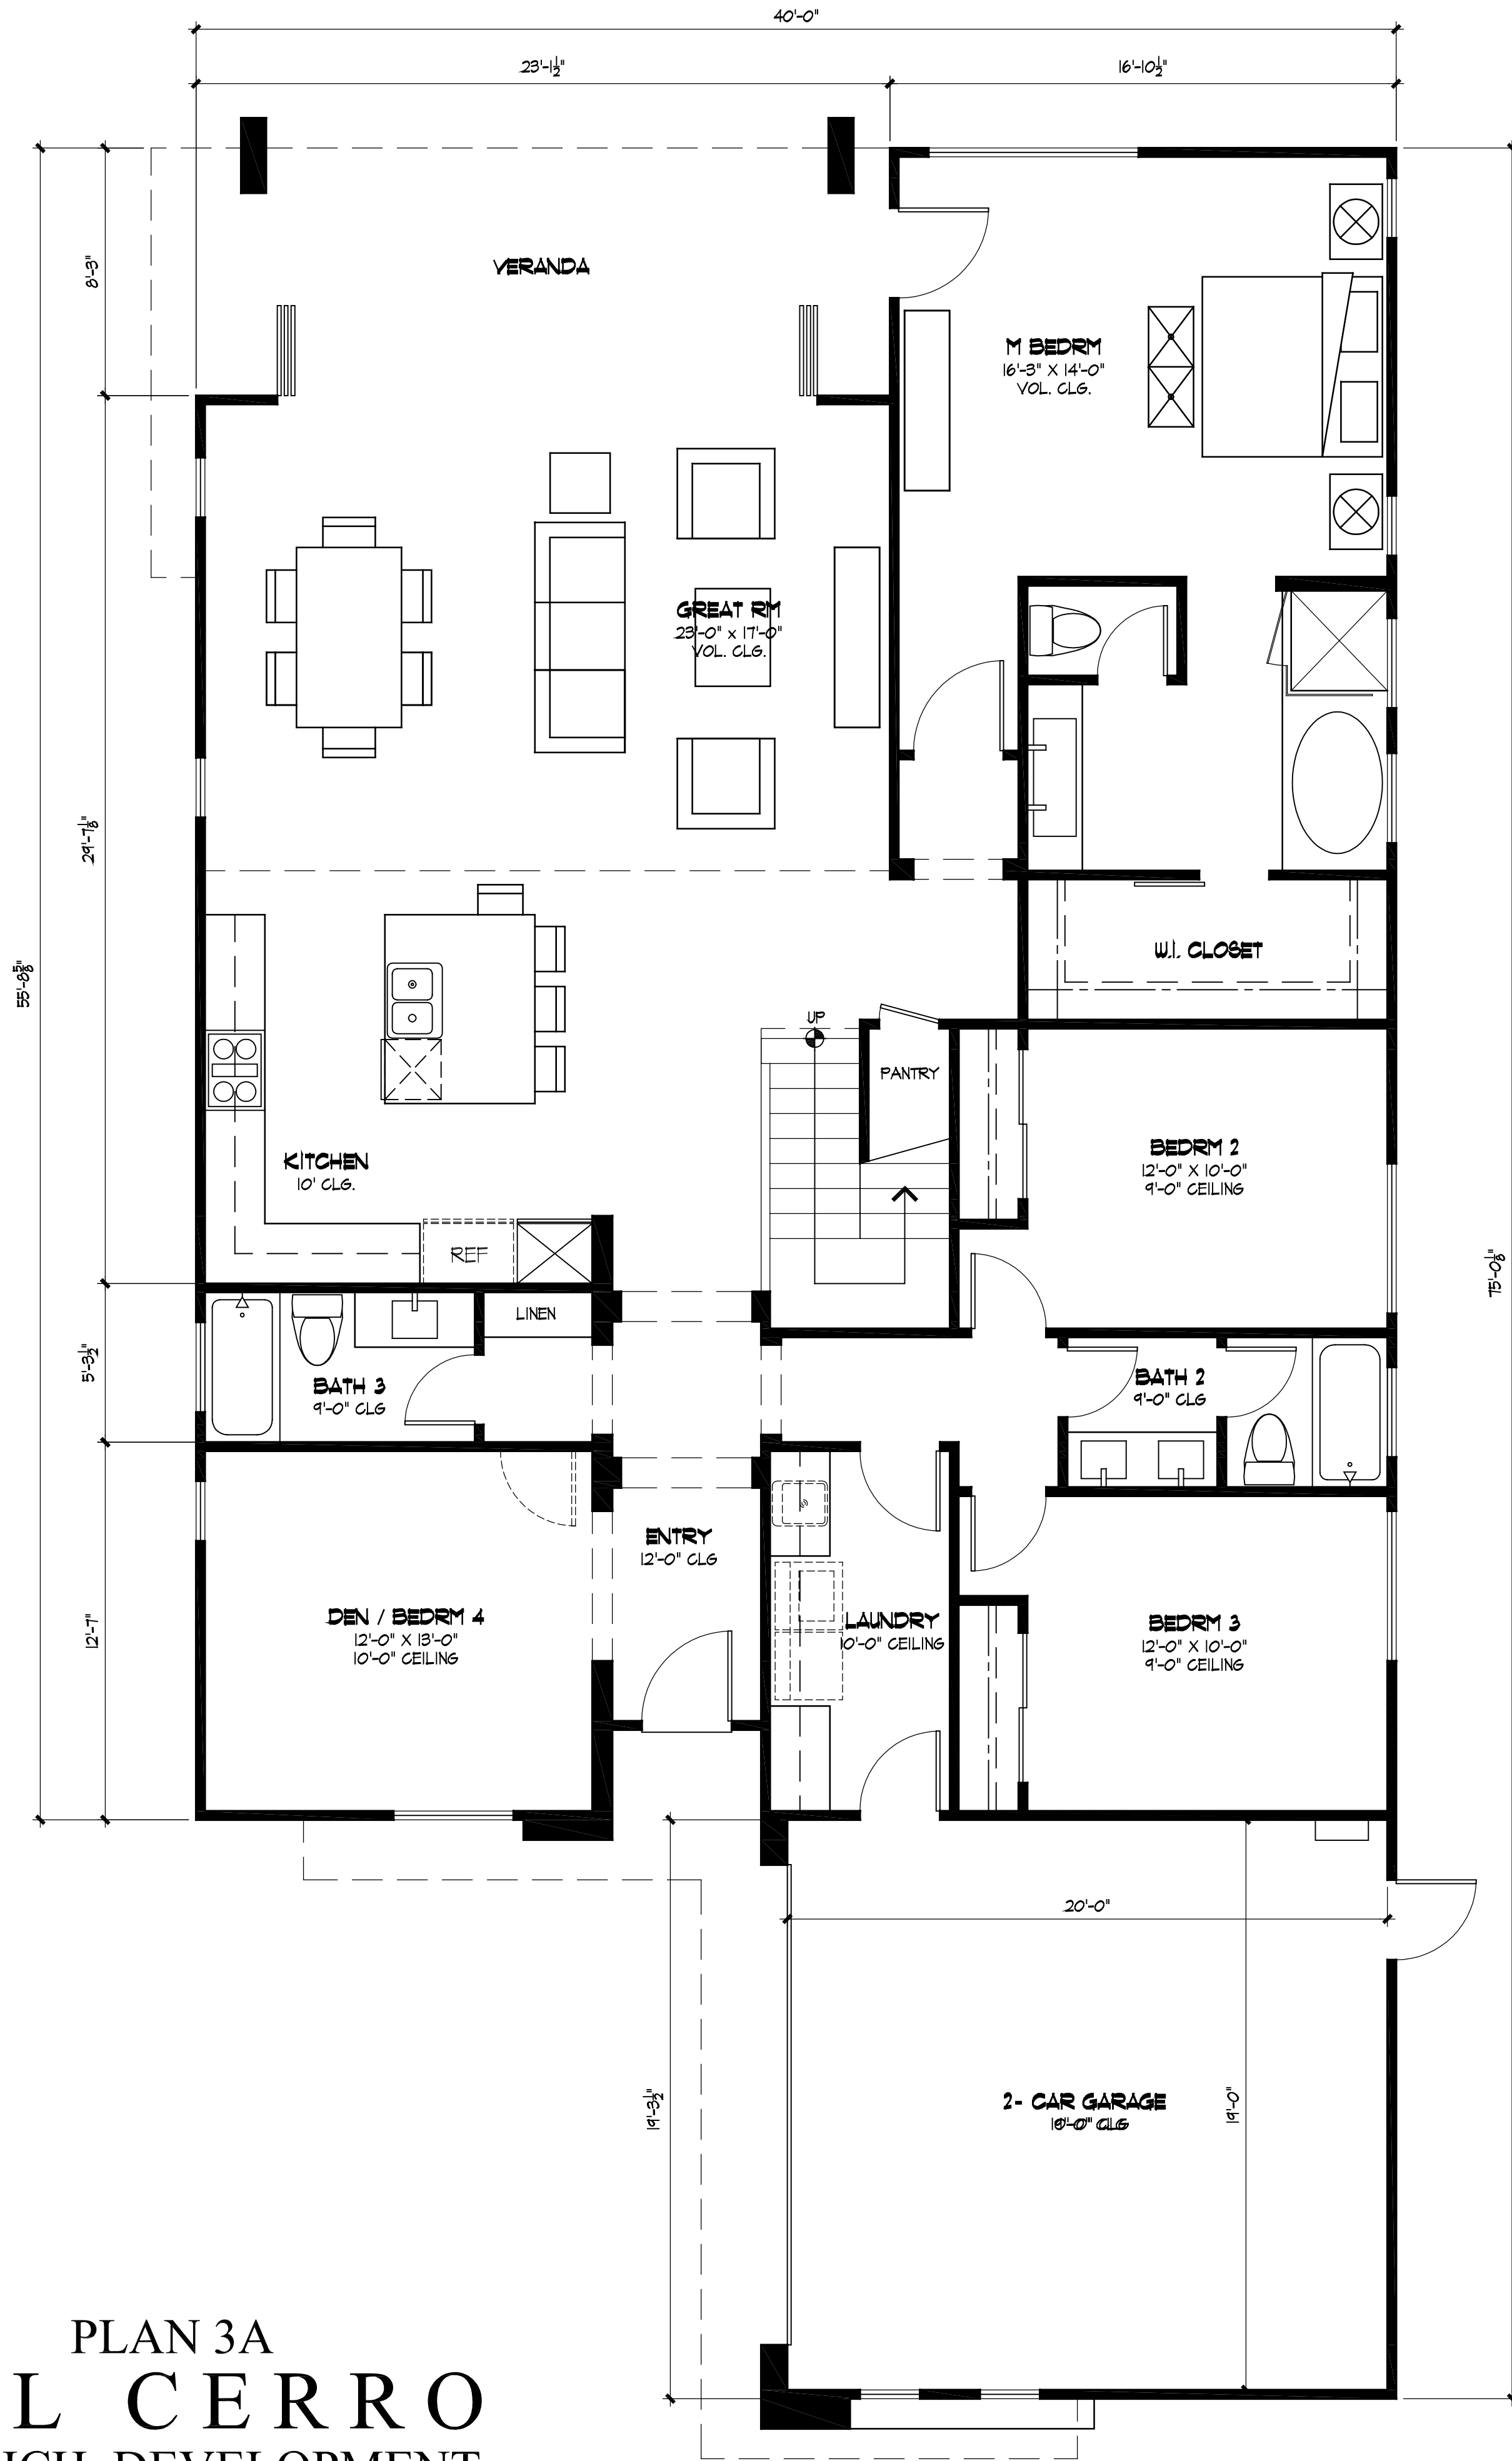 40'-0"
23'-1½"
16'-10½"
8'-3"
VERANDA
M BEDRM
16'-3" X 14'-0"
VOL. CLG.
GREAT RM
23'-0" x 17'-0"
VOL. CLG.
29'-7⅛"
55'-8⅝"
W.I. CLOSET
UP
PANTRY
KITCHEN
10' CLG.
BEDRM 2
12'-0" X 10'-0"
9'-0" CEILING
REF
75'-0⅛"
LINEN
5'-3½"
BATH 3
9'-0" CLG
BATH 2
9'-0" CLG
ENTRY
12'-0" CLG
DEN / BEDRM 4
12'-0" X 13'-0"
10'-0" CEILING
12'-7"
LAUNDRY
10'-0" CEILING
BEDRM 3
12'-0" X 10'-0"
9'-0" CEILING
20'-0"
19'-3½"
2- CAR GARAGE
CLG
19'-0"
PLAN 3A
L CERRO
DEVELOPMENT